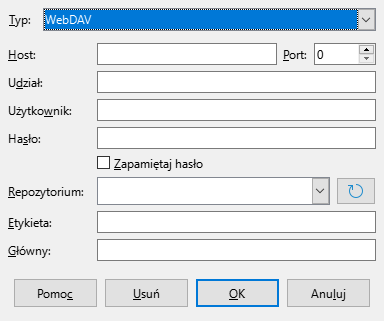 Typ: WebDAV
Host: Port: 0
Udział:
Użytkownik:
Hasło:
Zapamiętaj hasło
Repozytorium:
Etykieta:
Główny:
Pomoc Usuń OK Anuluj